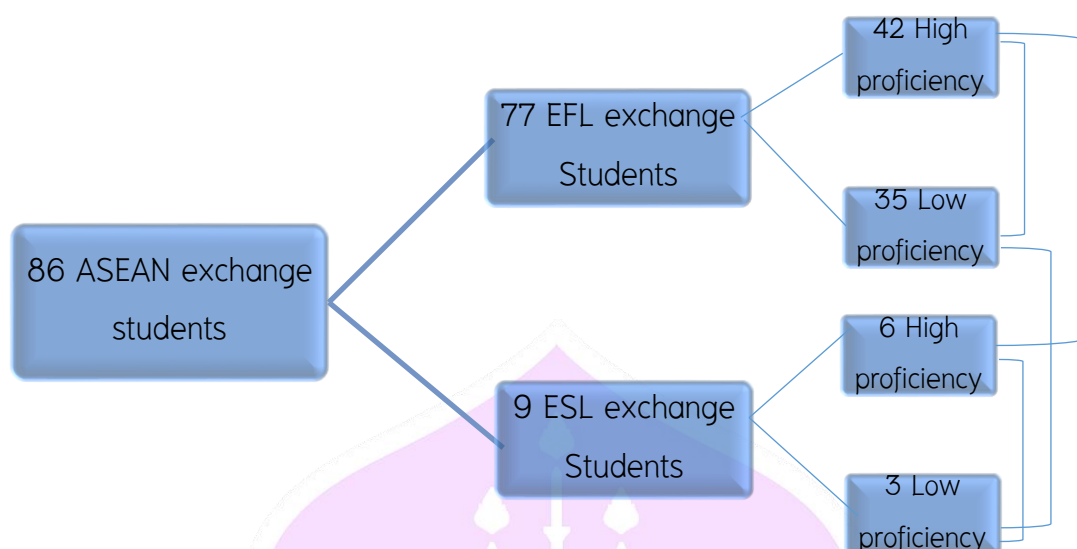 86 ASEAN exchange
students
77 EFL exchange
Students
42 High
proficiency
35 Low
proficiency
9 ESL exchange
Students
6 High
proficiency
3 Low
proficiency